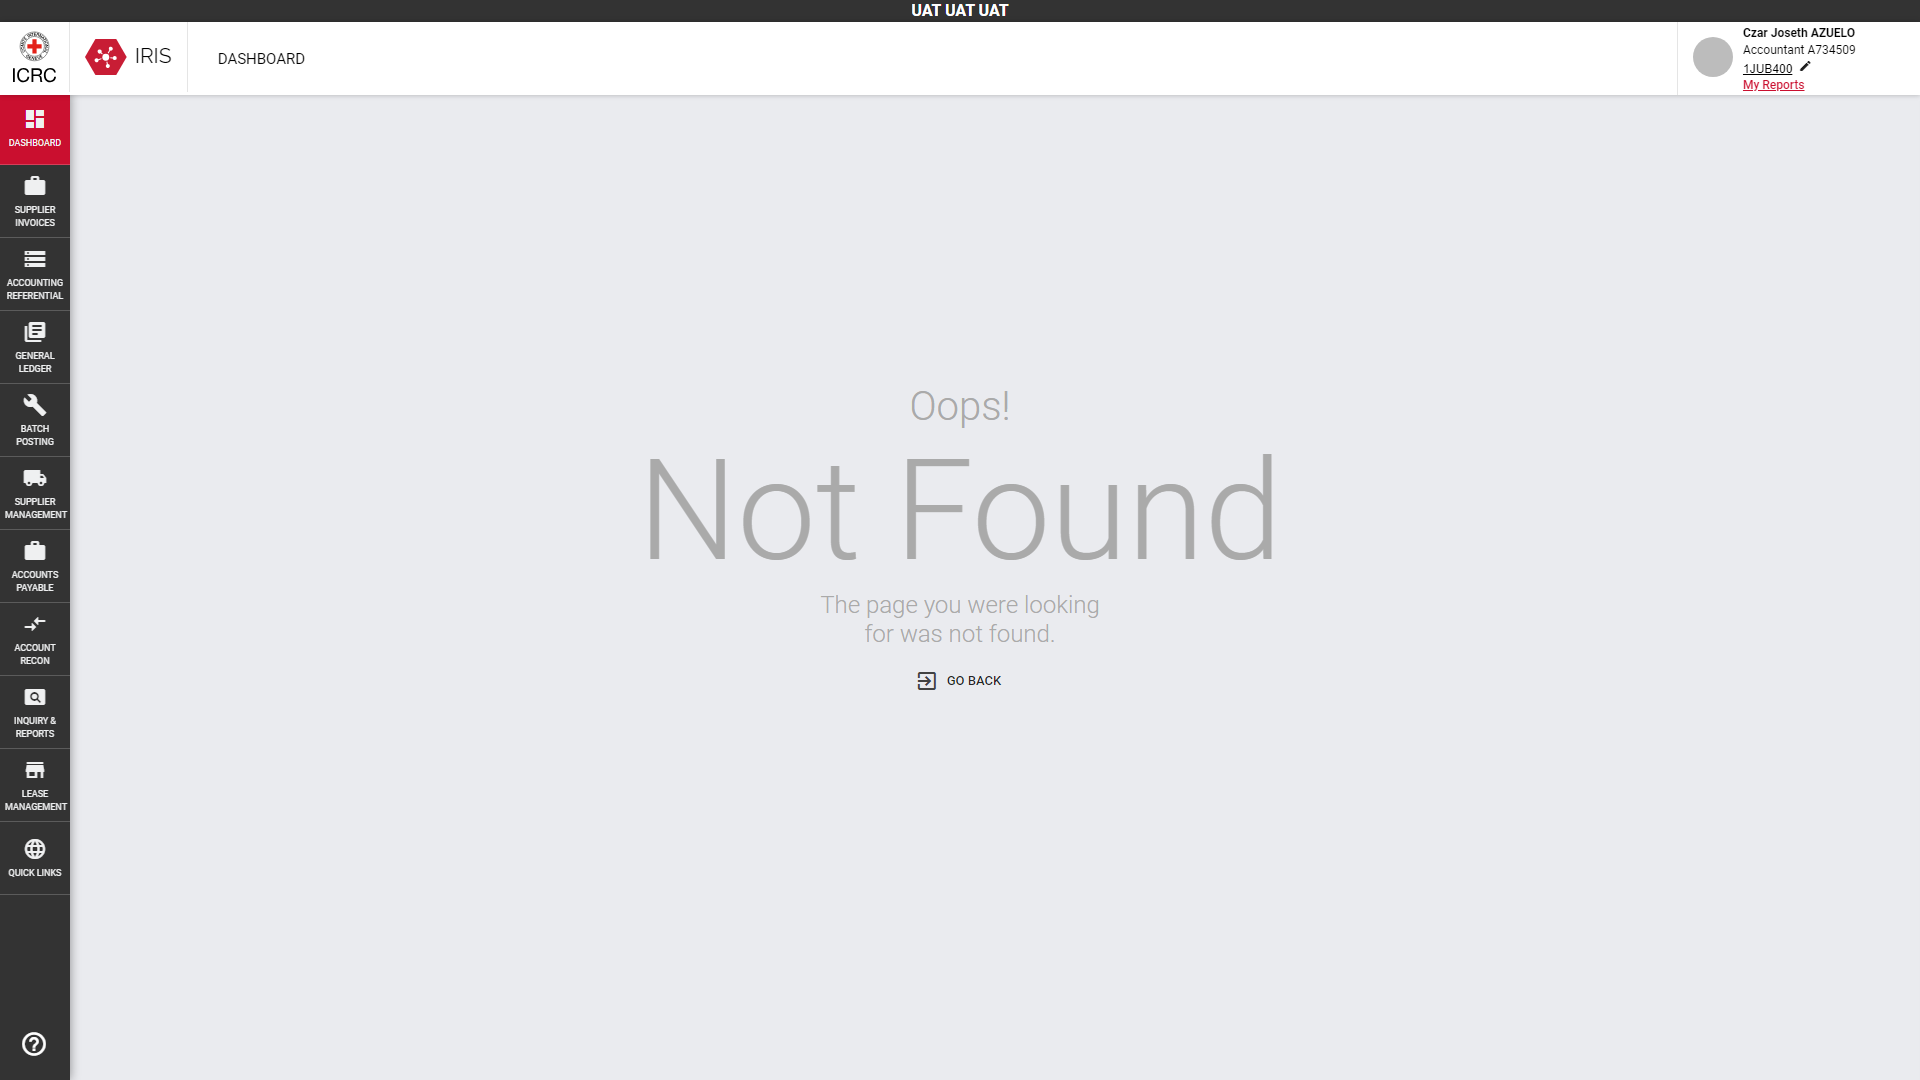 UAT UAT UAT
ICRC
IRIS
DASHBOARD
Czar Joseth AZUELO
Accountant A734509
1JUB400
My Reports
DASHBOARD
SUPPLIER
INVOICES
ACCOUNTING
REFERENTIAL
GENERAL
LEDGER
BATCH
POSTING
SUPPLIER
MANAGEMENT
ACCOUNTS
PAYABLE
ACCOUNT
RECON
INQUIRY &
REPORTS
LEASE
MANAGEMENT
QUICK LINKS
Oops!
Not Found
The page you were looking
for was not found.
GO BACK